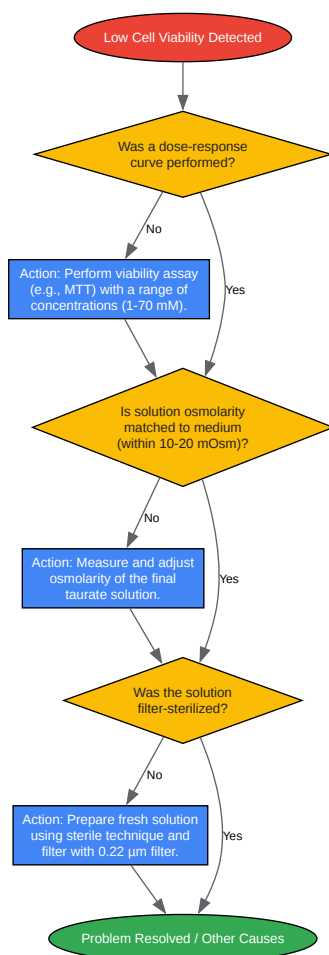 Low Cell Viability Detected
Was a dose-response
curve performed?
No
Action: Perform viability assay
(e.g., MTT) with a range of
concentrations (1-70 mM).
Yes
Is solution osmolarity
matched to medium
(within 10-20 mOsm)?
No
Action: Measure and adjust
osmolarity of the final
taurate solution.
Yes
Was the solution
filter-sterilized?
No
Action: Prepare fresh solution
using sterile technique and
filter with 0.22 µm filter.
Yes
Problem Resolved / Other Causes